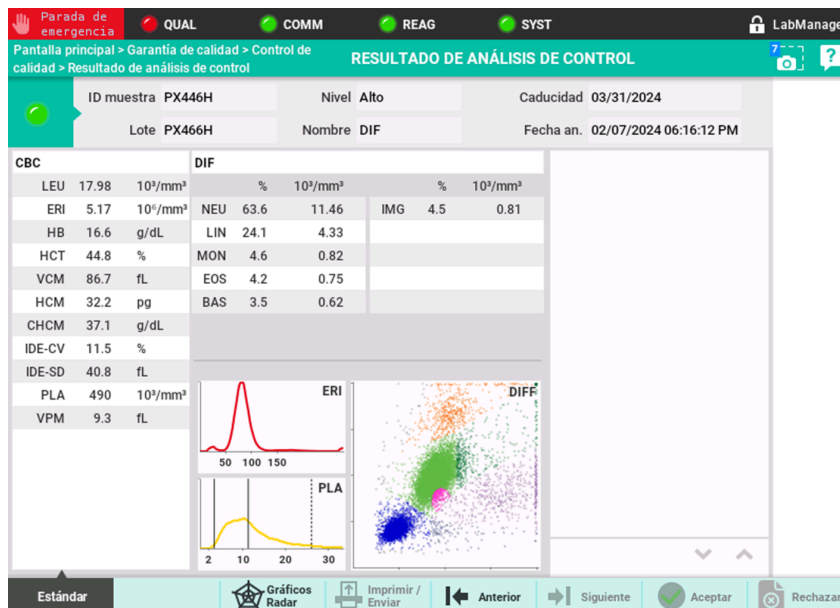 Parada de
emergencia
QUAL
COMM
REAG
SYST
LabManage
Pantalla principal > Garantía de calidad > Control de
calidad > Resultado de análisis de control
RESULTADO DE ANÁLISIS DE CONTROL
7
?
ID muestra PX446H Nivel Alto Caducidad 03/31/2024
Lote PX466H Nombre DIF Fecha an. 02/07/2024 06:16:12 PM
CBC
LEU 17.98 10³/mm³
ERI 5.17 10⁶/mm³
HB 16.6 g/dL
HCT 44.8 %
VCM 86.7 fL
HCM 32.2 pg
CHCM 37.1 g/dL
IDE-CV 11.5 %
IDE-SD 40.8 fL
PLA 490 10³/mm³
VPM 9.3 fL
DIF
% 10³/mm³ % 10³/mm³
NEU 63.6 11.46 IMG 4.5 0.81
LIN 24.1 4.33
MON 4.6 0.82
EOS 4.2 0.75
BAS 3.5 0.62
ERI
50 100 150
PLA
2 10 20 30
DIFF
Estándar
Gráficos
Radar
Imprimir /
Enviar
Anterior
Siguiente
Aceptar
Rechazar